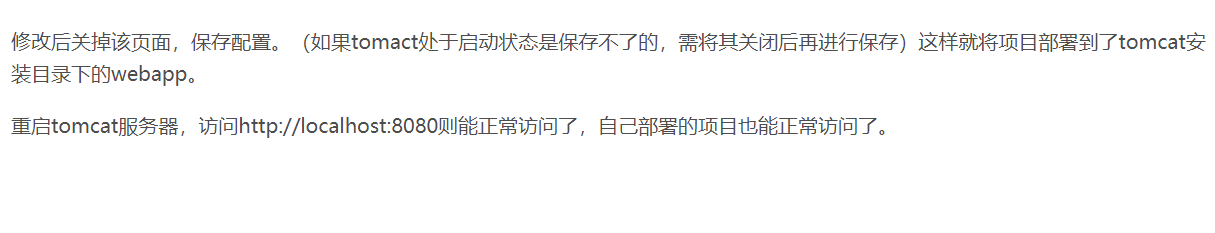 修改后关掉该页面，保存配置。（如果tomact处于启动状态是保存不了的，需将其关闭后再进行保存）这样就将项目部署到了tomcat安
装目录下的webapp。
重启tomcat服务器，访问http://localhost:8080则能正常访问了，自己部署的项目也能正常访问了。